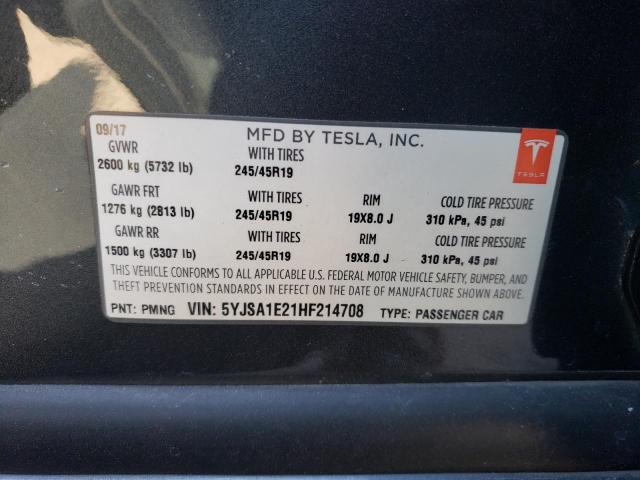 09/17 MFD BY TESLA, INC.
TESLA
GVWR WITH TIRES
2600 kg (5732 lb) 245/45R19
GAWR FRT WITH TIRES RIM COLD TIRE PRESSURE
1276 kg (2813 lb) 245/45R19 19X8.0 J 310 kPa, 45 psi
GAWR RR WITH TIRES RIM COLD TIRE PRESSURE
1500 kg (3307 lb) 245/45R19 19X8.0 J 310 kPa, 45 psi
THIS VEHICLE CONFORMS TO ALL APPLICABLE U.S. FEDERAL MOTOR VEHICLE SAFETY, BUMPER, AND
THEFT PREVENTION STANDARDS IN EFFECT ON THE DATE OF MANUFACTURE SHOWN ABOVE.
PNT: PMNG VIN: 5YJSA1E21HF214708 TYPE: PASSENGER CAR